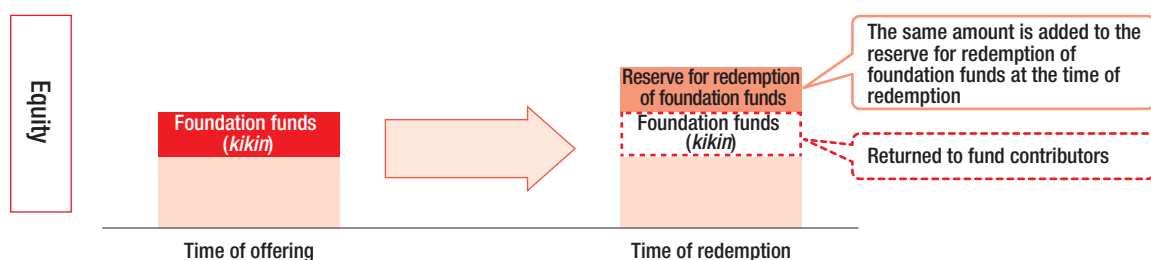 Equity
Foundation funds
(kikin)
Time of offering
Reserve for redemption
of foundation funds
Foundation funds
(kikin)
Time of redemption
The same amount is added to the
reserve for redemption of
foundation funds at the time of
redemption
Returned to fund contributors